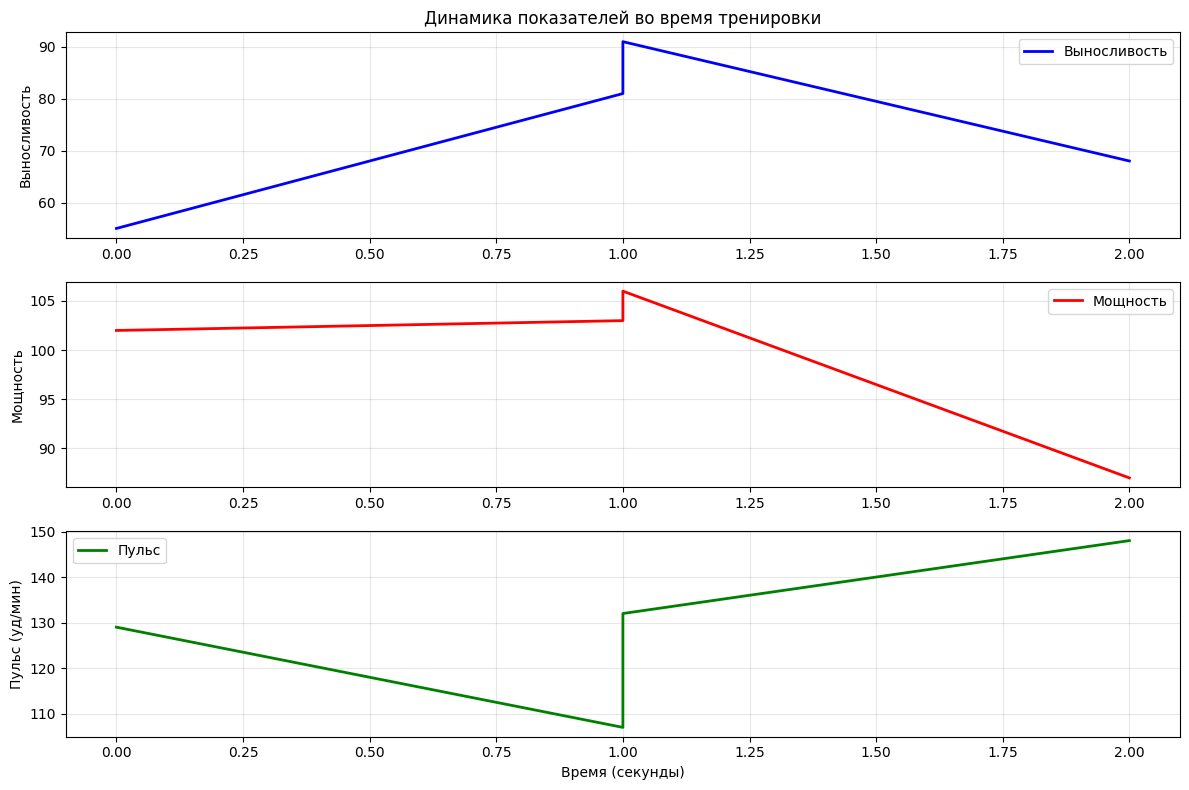 Динамика показателей во время тренировки
Выносливость
90
80
70
60
Выносливость
0.00 0.25 0.50 0.75 1.00 1.25 1.50 1.75 2.00
Мощность
105
100
95
90
Мощность
0.00 0.25 0.50 0.75 1.00 1.25 1.50 1.75 2.00
Пульс (уд/мин)
150
140
130
120
110
Пульс
0.00 0.25 0.50 0.75 1.00 1.25 1.50 1.75 2.00
Время (секунды)